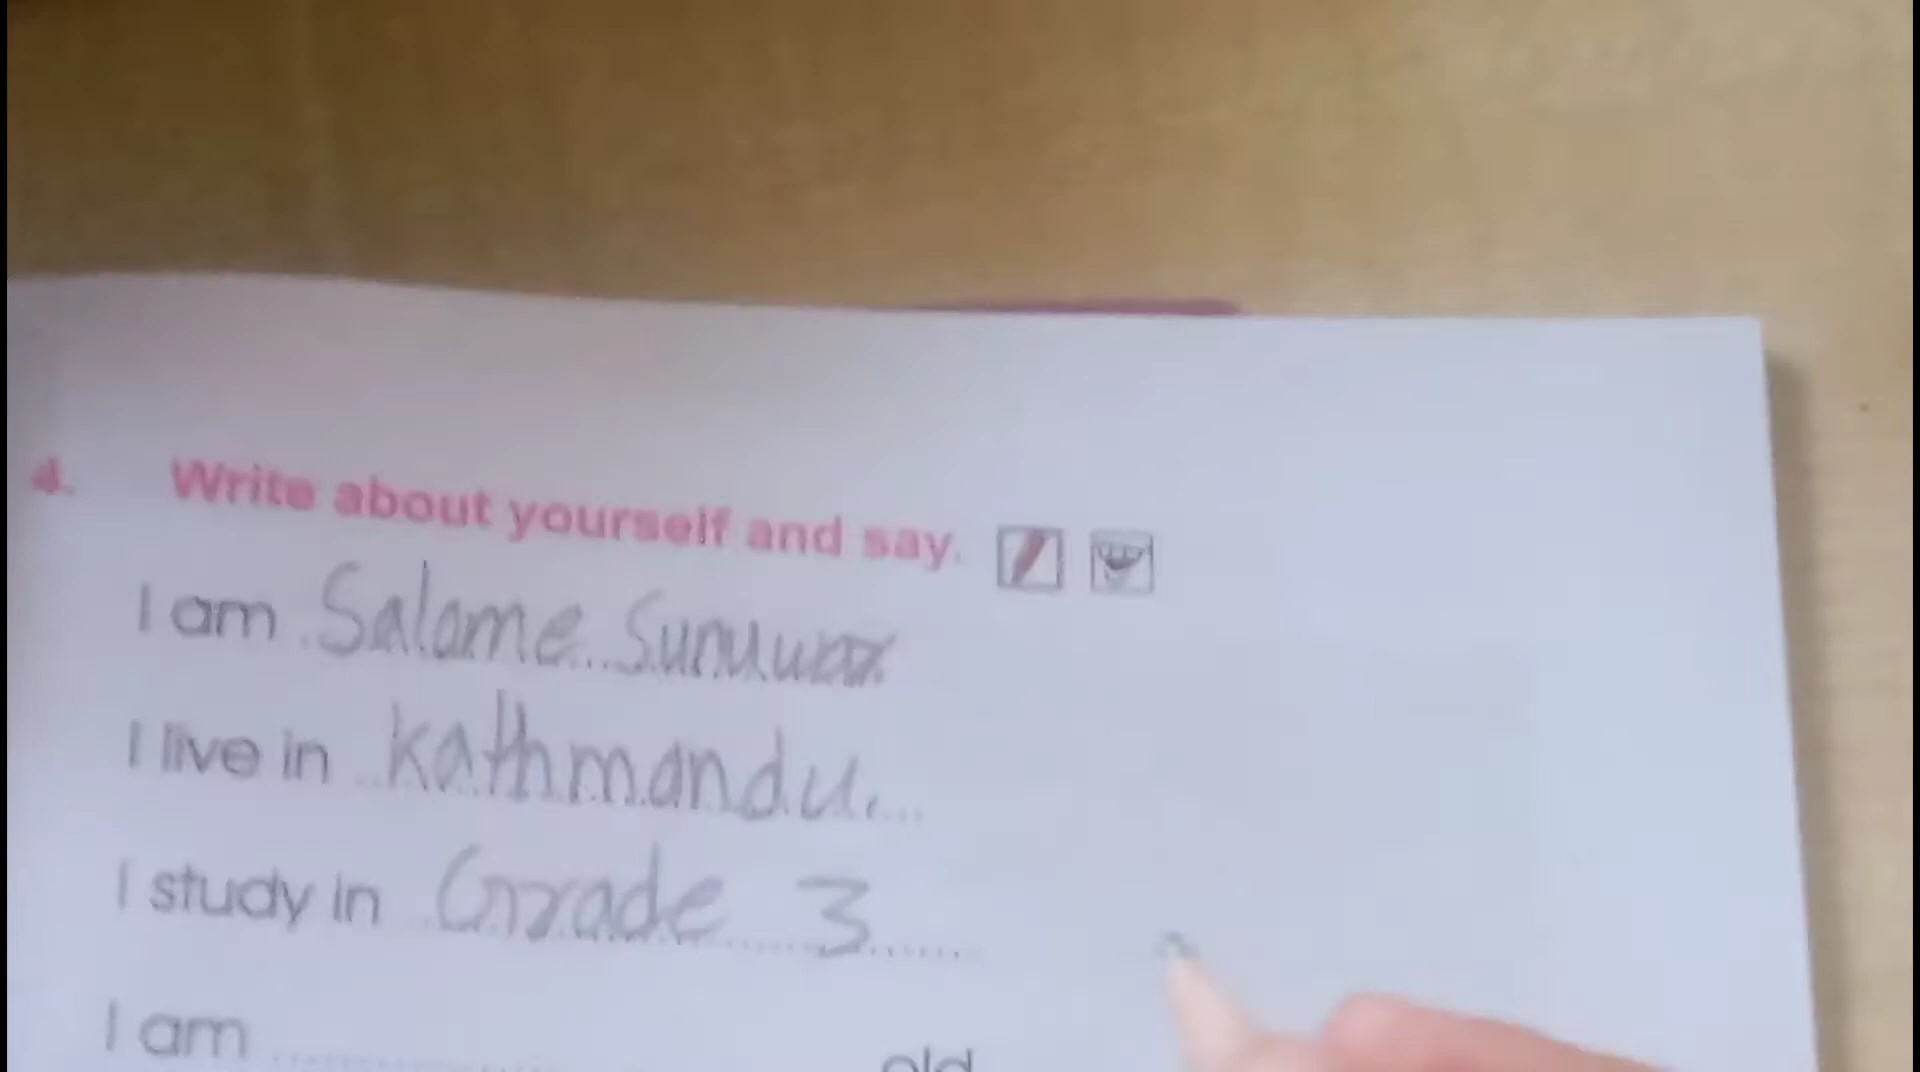 4. Write about yourself and say.
I am Salome Sunuwar
I live in Kathmandu.
I study in Grade 3
I am ........ old